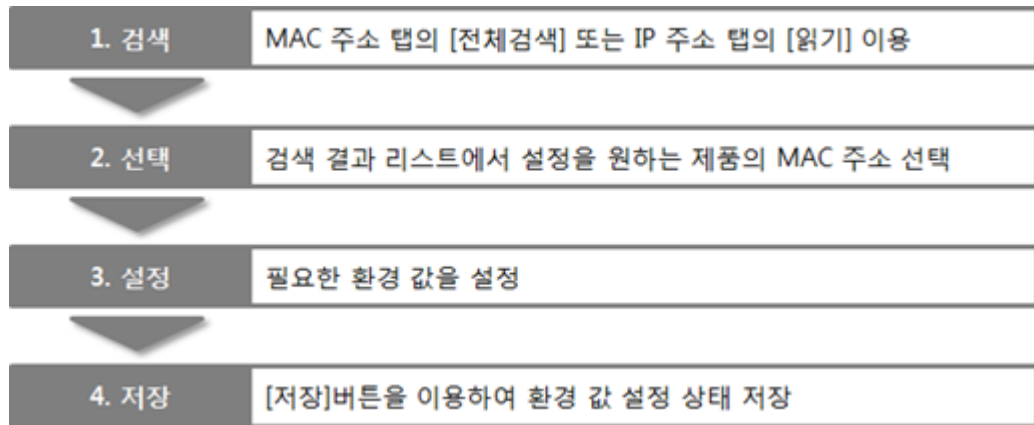 1. 검색 MAC 주소 탭의 [전체검색] 또는 IP 주소 탭의 [읽기] 이용
2. 선택 검색 결과 리스트에서 설정을 원하는 제품의 MAC 주소 선택
3. 설정 필요한 환경 값을 설정
4. 저장 [저장]버튼을 이용하여 환경 값 설정 상태 저장